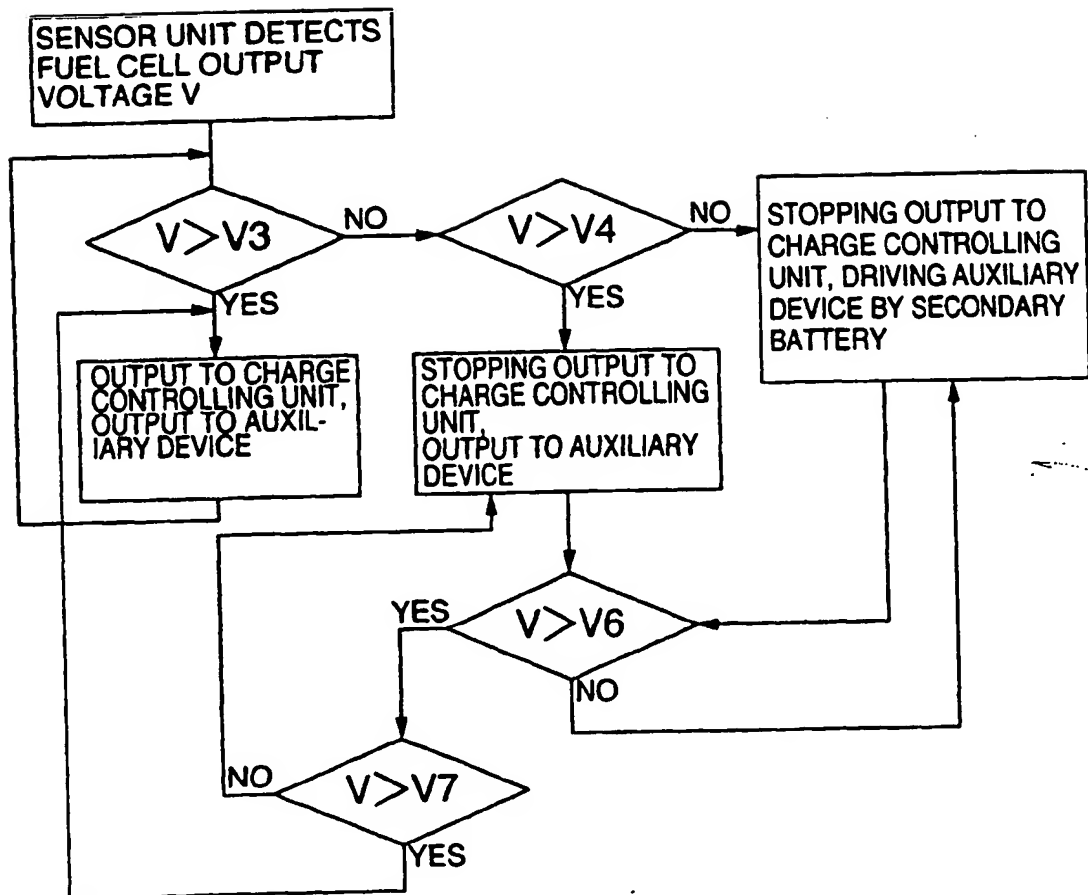 SENSOR UNIT DETECTS
FUEL CELL OUTPUT
VOLTAGE V
V>V3
NO
V>V4
NO
STOPPING OUTPUT TO
CHARGE CONTROLLING
UNIT, DRIVING AUXILIARY
DEVICE BY SECONDARY
BATTERY
YES
YES
OUTPUT TO CHARGE
CONTROLLING UNIT,
OUTPUT TO AUXIL-
IARY DEVICE
STOPPING OUTPUT TO
CHARGE CONTROLLING
UNIT,
OUTPUT TO AUXILIARY
DEVICE
YES
V>V6
NO
NO
V>V7
YES